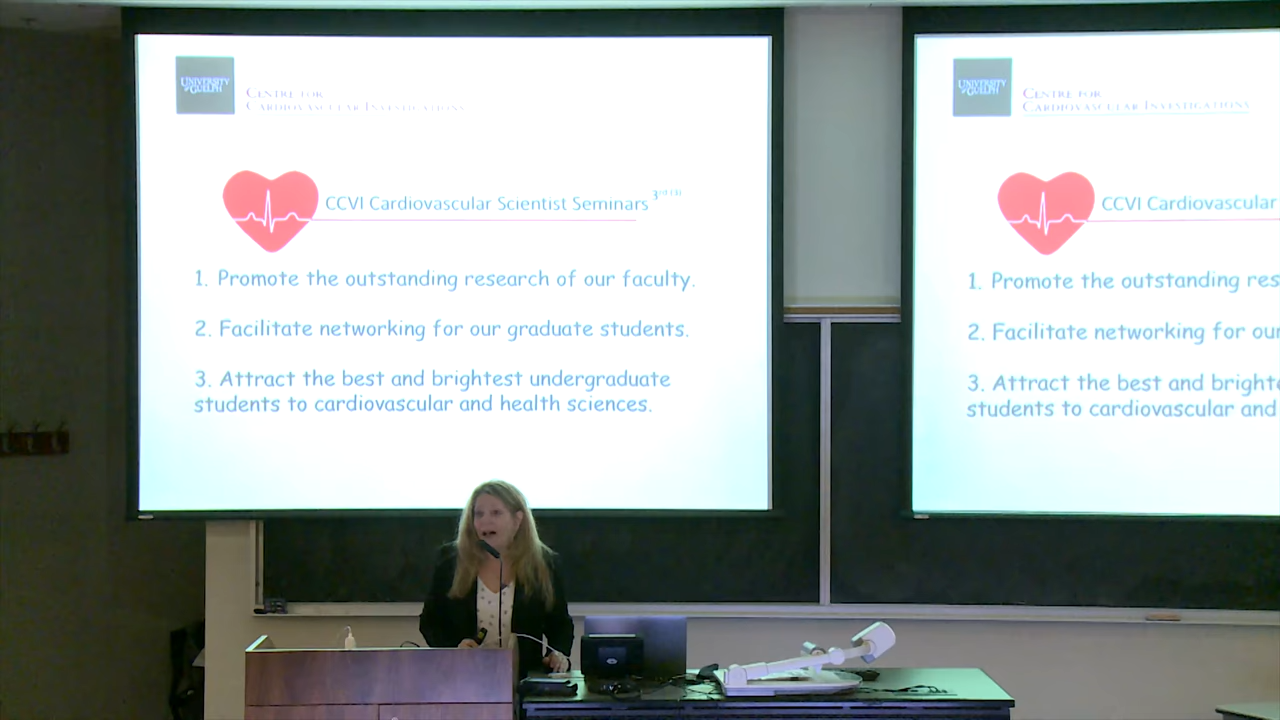 UNIVERSITY
of GUELPH
CENTRE FOR
CARDIOVASCULAR INVESTIGATIONS
CCVI Cardiovascular Scientist Seminars 3rd
1. Promote the outstanding research of our faculty.
2. Facilitate networking for our graduate students.
3. Attract the best and brightest undergraduate
students to cardiovascular and health sciences.
UNIVERSITY
of GUELPH
CENTRE FOR
CARDIOVASCULAR INVESTIGATIONS
CCVI Cardiovascular
1. Promote the outstanding res
2. Facilitate networking for our
3. Attract the best and brighte
students to cardiovascular and